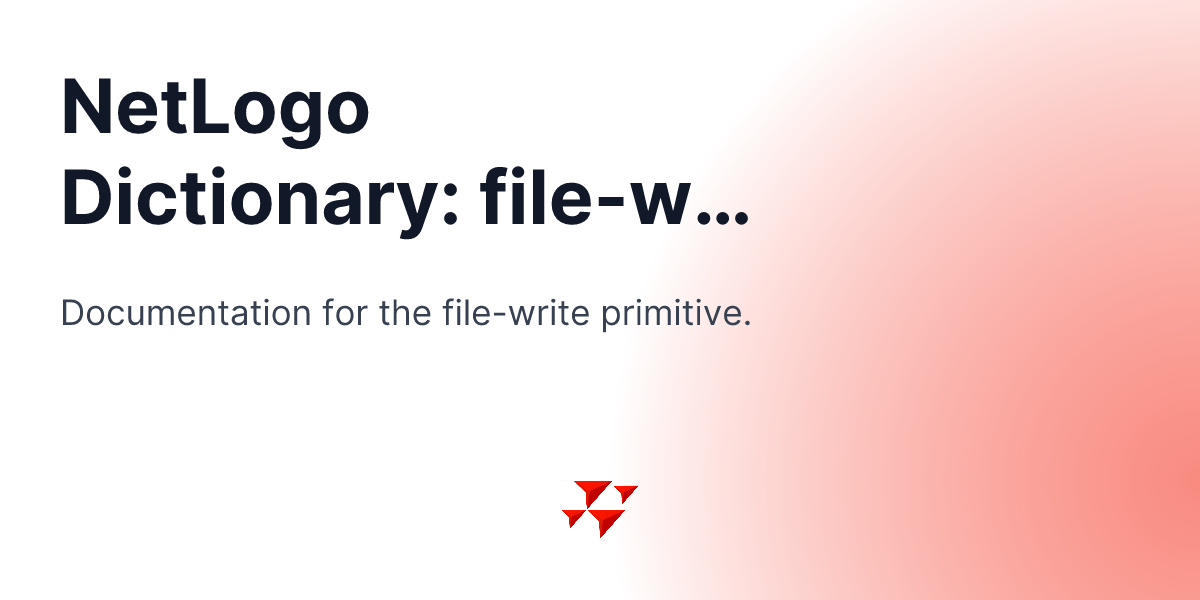 NetLogo
Dictionary: file-w...
Documentation for the file-write primitive.